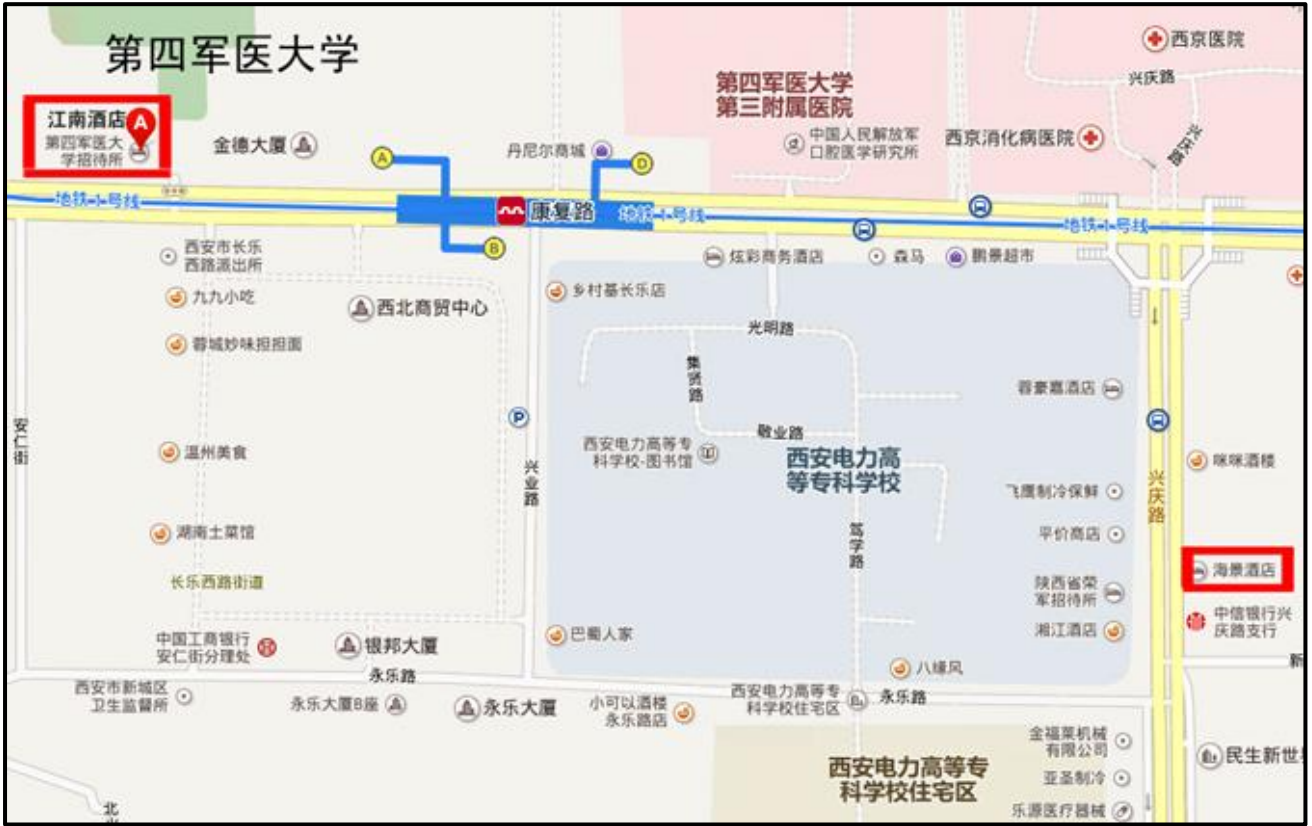 第四军医大学
西京医院
兴庆路
第四军医大学
第三附属医院
江南酒店
A
第四军医大
学招待所
金德大厦
A
丹尼尔商城
D
中国人民解放军
口腔医学研究所
西京消化病医院
兴庆路
地铁1号线
康复路
地铁1号线
地铁1号线
B
西安市长乐
西路派出所
炫彩商务酒店
森马
鹏景超市
九九小吃
西北商贸中心
乡村基长乐店
光明路
蓉城妙味担担面
集贤路
蓉豪嘉酒店
安仁街
P
敬业路
温州美食
西安电力高等专
科学校-图书馆
西安电力高
等专科学校
咪咪酒楼
兴业路
飞鹰制冷保鲜
兴庆路
湖南土菜馆
笃学路
平价商店
海景酒店
长乐西路街道
陕西省荣
军招待所
中信银行兴
庆路支行
湘江酒店
中国工商银行
安仁街分理处
银邦大厦
巴蜀人家
新
永乐路
八缘风
西安市新城区
卫生监督所
永乐大厦B座
永乐大厦
小可以酒楼
永乐路店
西安电力高等专
科学校住宅区
永乐路
金福莱机械
有限公司
民生新世
西安电力高等专
科学校住宅区
亚圣制冷
乐源医疗器械
北